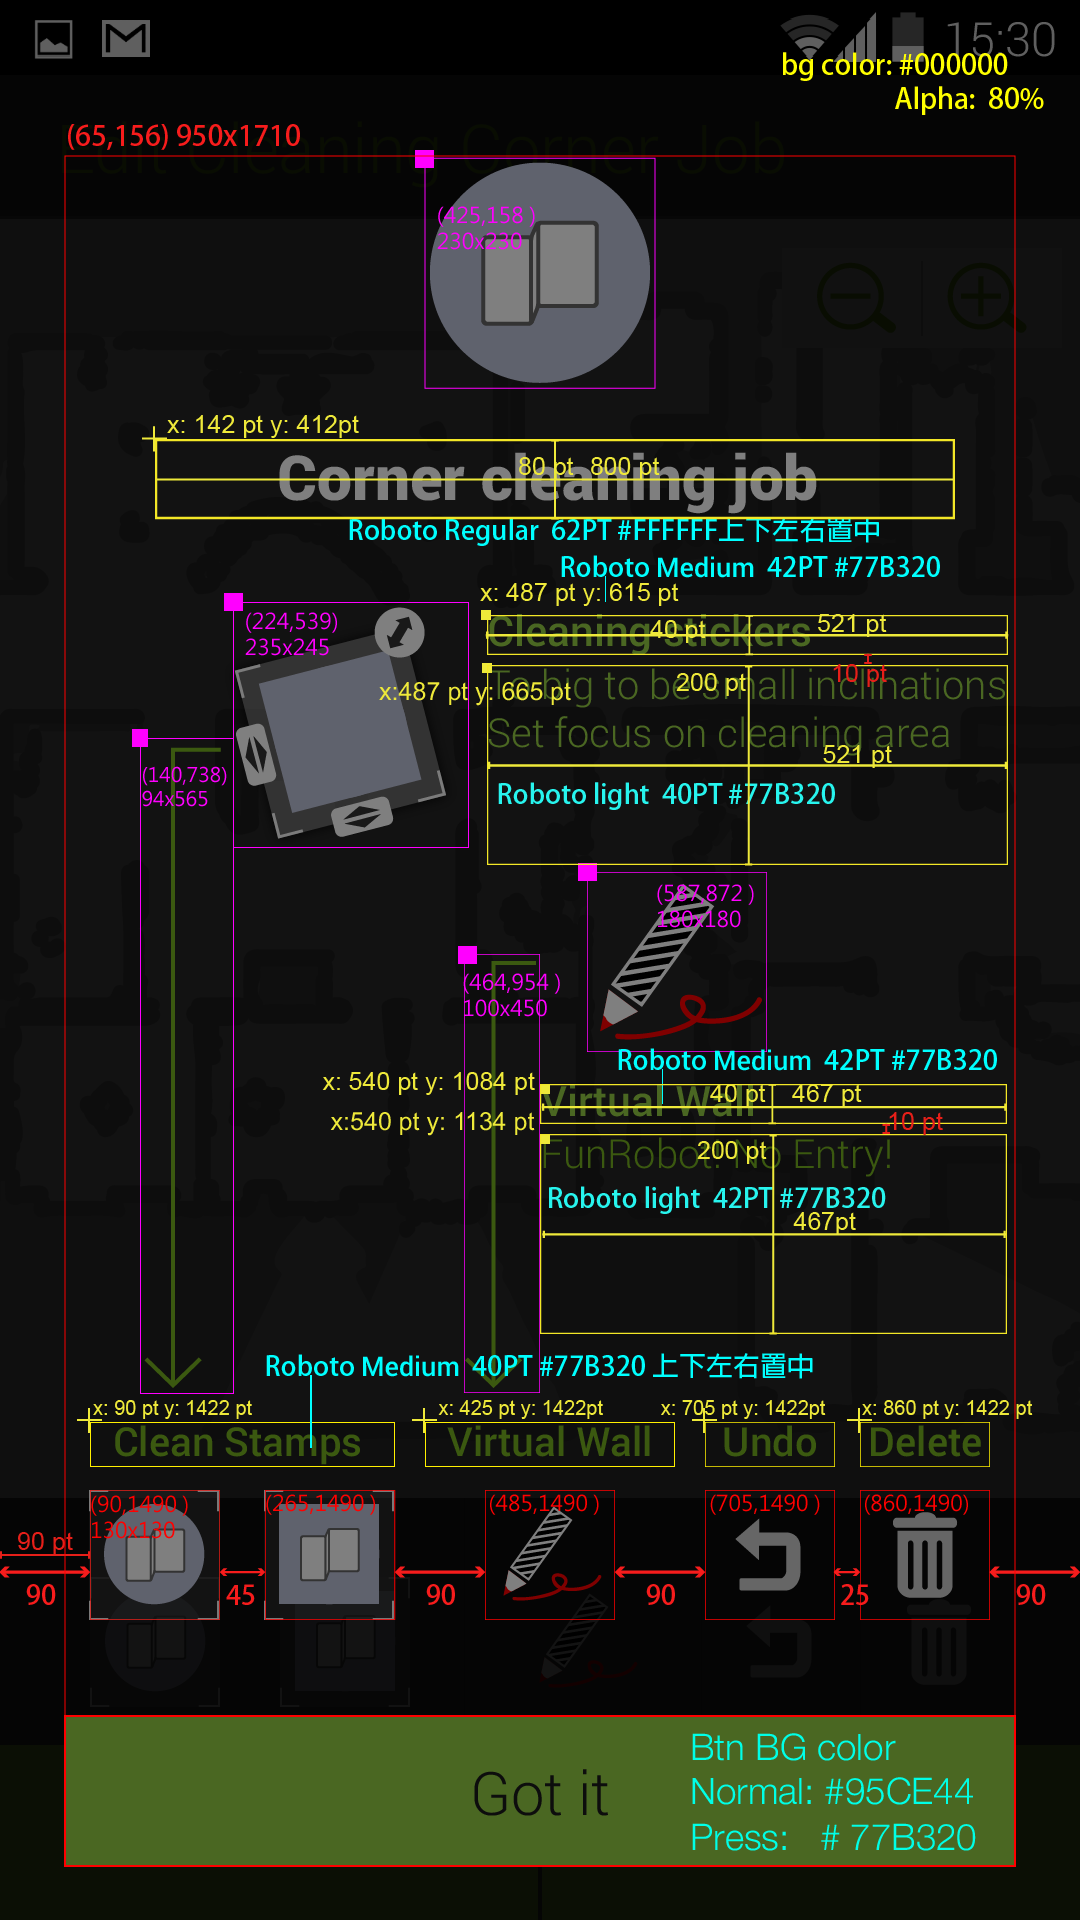 15:30
bg color: #000000
Alpha: 80%
(65,156) 950x1710
Edit Cleaning Corner Job
(425,158 )
230x230
x: 142 pt y: 412pt
80 pt 800 pt
Corner cleaning job
Roboto Regular 62PT #FFFFFF上下左右置中
Roboto Medium 42PT #77B320
x: 487 pt y: 615 pt
(224,539)
235x245
Cleaning stickers
40 pt
521 pt
10 pt
x:487 pt y: 665 pt
200 pt
To big to be small inclinations
Set focus on cleaning area
521 pt
(140,738)
94x565
Roboto light 40PT #77B320
(587,872 )
180x180
(464,954 )
100x450
Roboto Medium 42PT #77B320
x: 540 pt y: 1084 pt
40 pt 467 pt
Virtual Wall
x:540 pt y: 1134 pt
10 pt
200 pt
FunRobot: No Entry!
Roboto light 42PT #77B320
467pt
Roboto Medium 40PT #77B320 上下左右置中
x: 90 pt y: 1422 pt
x: 425 pt y: 1422pt
x: 705 pt y: 1422pt
x: 860 pt y: 1422 pt
Clean Stamps
Virtual Wall
Undo
Delete
(90,1490 )
130x130
(265,1490 )
(485,1490 )
(705,1490 )
(860,1490)
90 pt
90
45
90
90
25
90
Got it
Btn BG color
Normal: #95CE44
Press: # 77B320